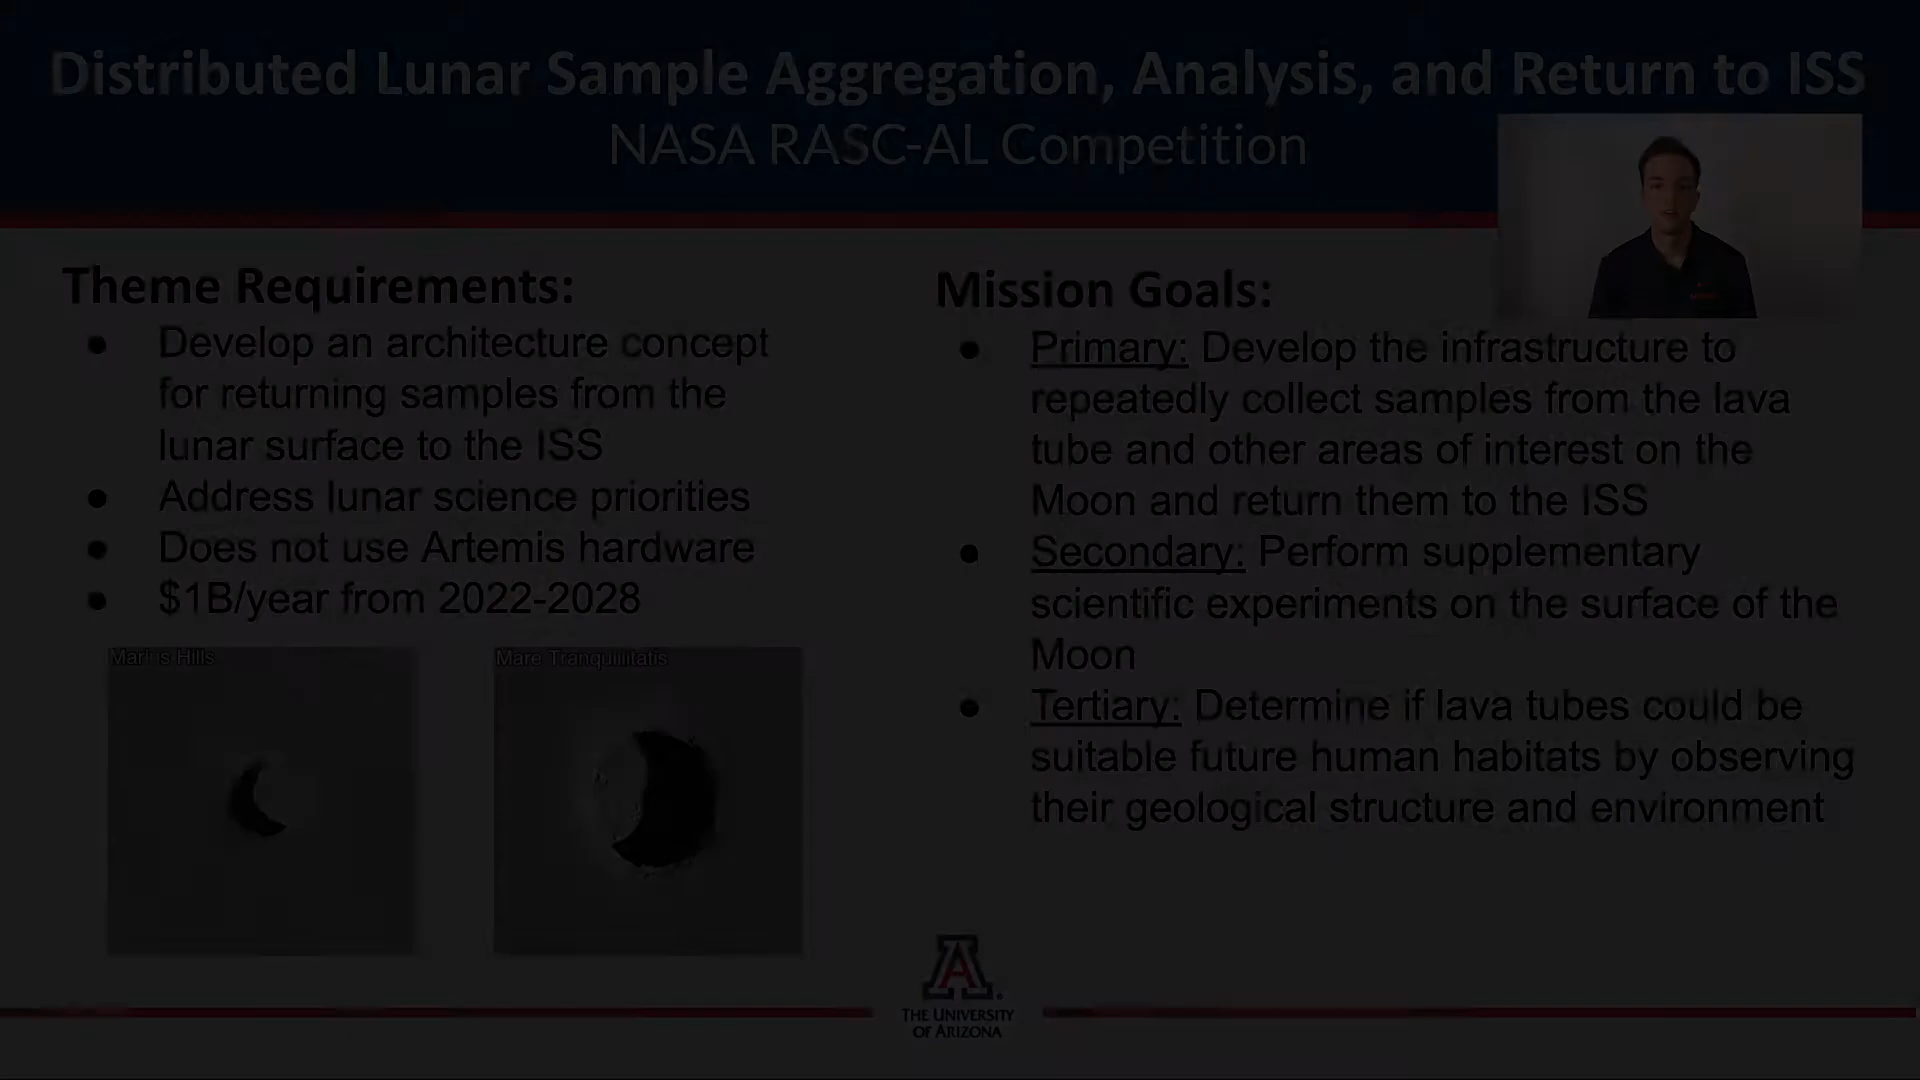 Distributed Lunar Sample Aggregation, Analysis, and Return to ISS
NASA RASC-AL Competition
Theme Requirements:
● Develop an architecture concept
for returning samples from the
lunar surface to the ISS
● Address lunar science priorities
● Does not use Artemis hardware
● $1B/year from 2022-2028
Marius Hills
Mare Tranquillitatis
Mission Goals:
● Primary: Develop the infrastructure to
repeatedly collect samples from the lava
tube and other areas of interest on the
Moon and return them to the ISS
● Secondary: Perform supplementary
scientific experiments on the surface of the
Moon
● Tertiary: Determine if lava tubes could be
suitable future human habitats by observing
their geological structure and environment
A
THE UNIVERSITY
OF ARIZONA